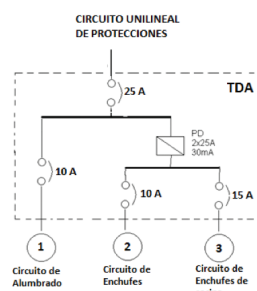 CIRCUITO UNILINEAL
DE PROTECCIONES
25 A
TDA
PD
2x25A
30mA
10 A
10 A
15 A
1
2
3
Circuito de
Alumbrado
Circuito de
Enchufes
Circuito de
Enchufes de